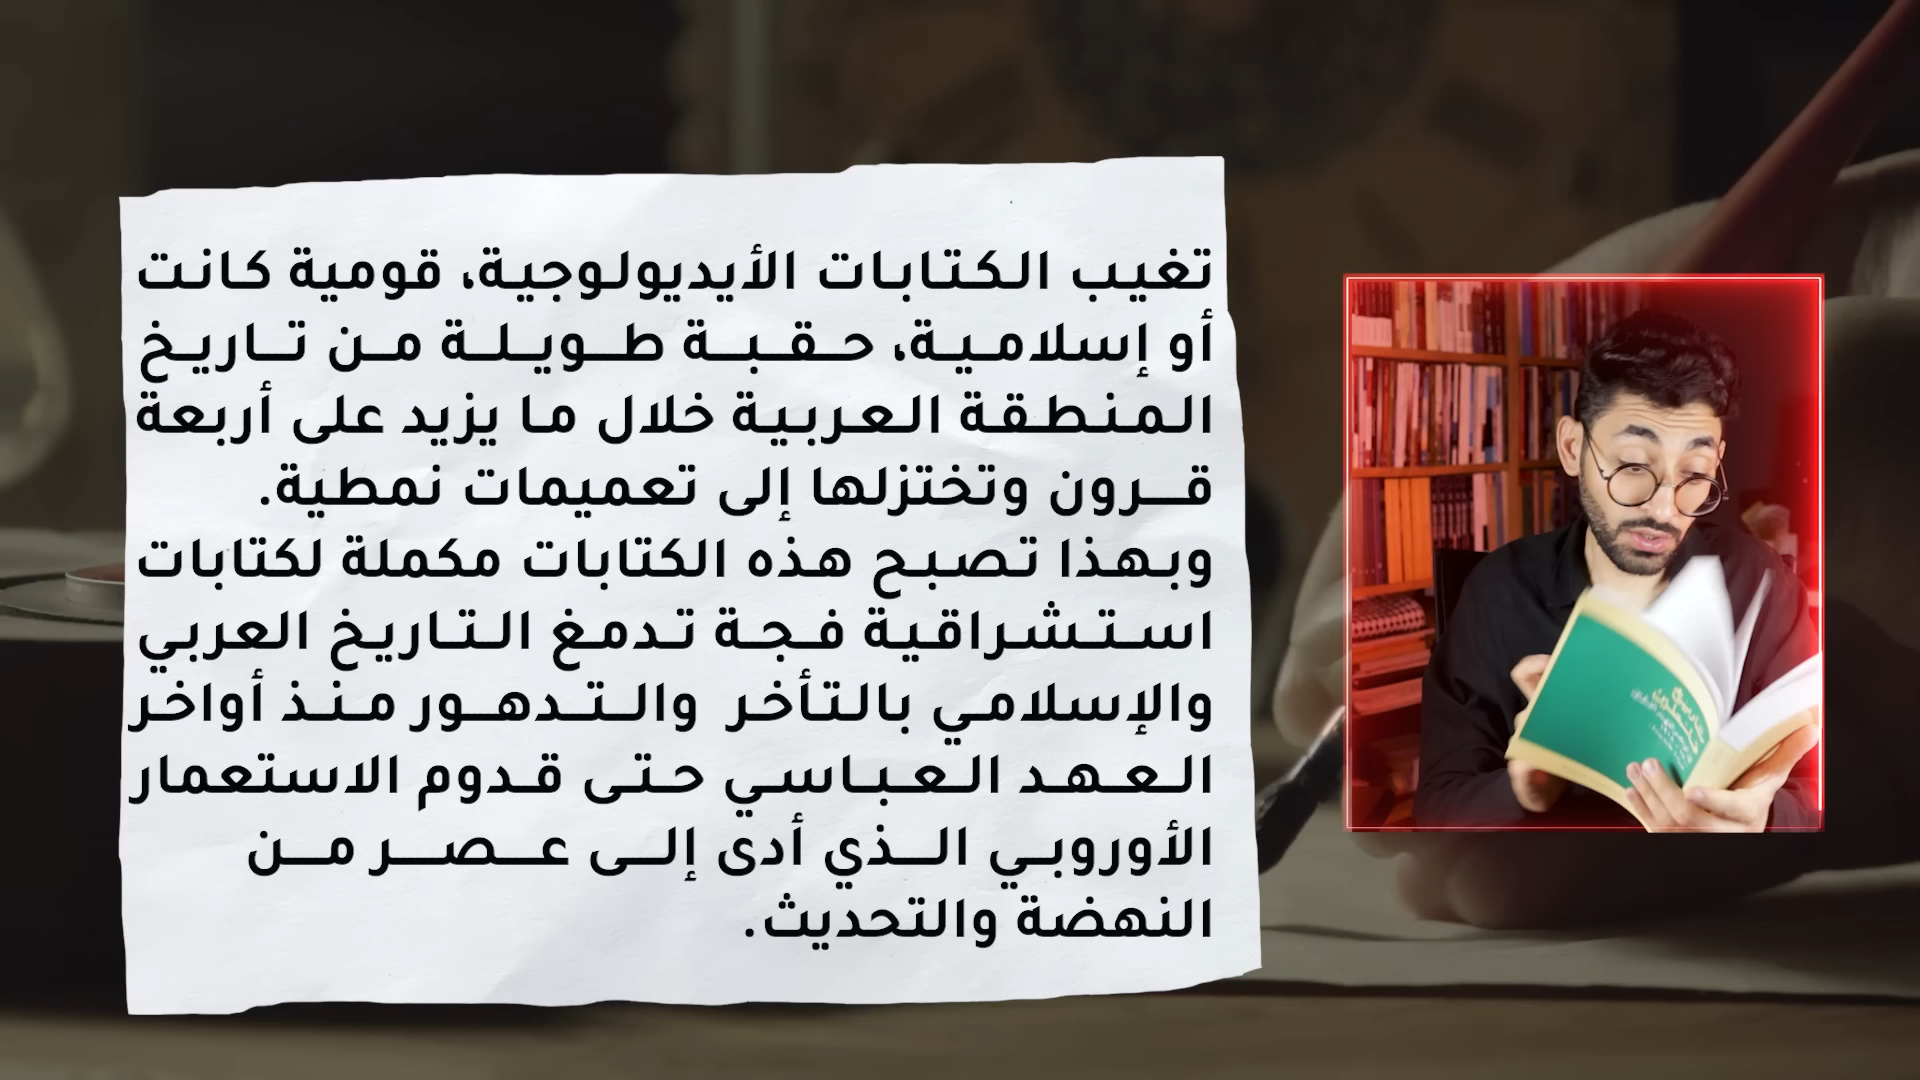 تغيب الكتابات الأيديولوجية، قومية كانت
أو إسلامية، حقبة طويلة من تاريخ
المنطقة العربية خلال ما يزيد على أربعة
قرون وتختزلها إلى تعميمات نمطية.
وبهذا تصبح هذه الكتابات مكملة لكتابات
استشراقية فجة تدمغ التاريخ العربي
والإسلامي بالتأخر والتدهور منذ أواخر
العهد العباسي حتى قدوم الاستعمار
الأوروبي الذي أدى إلى عصر من
النهضة والتحديث.